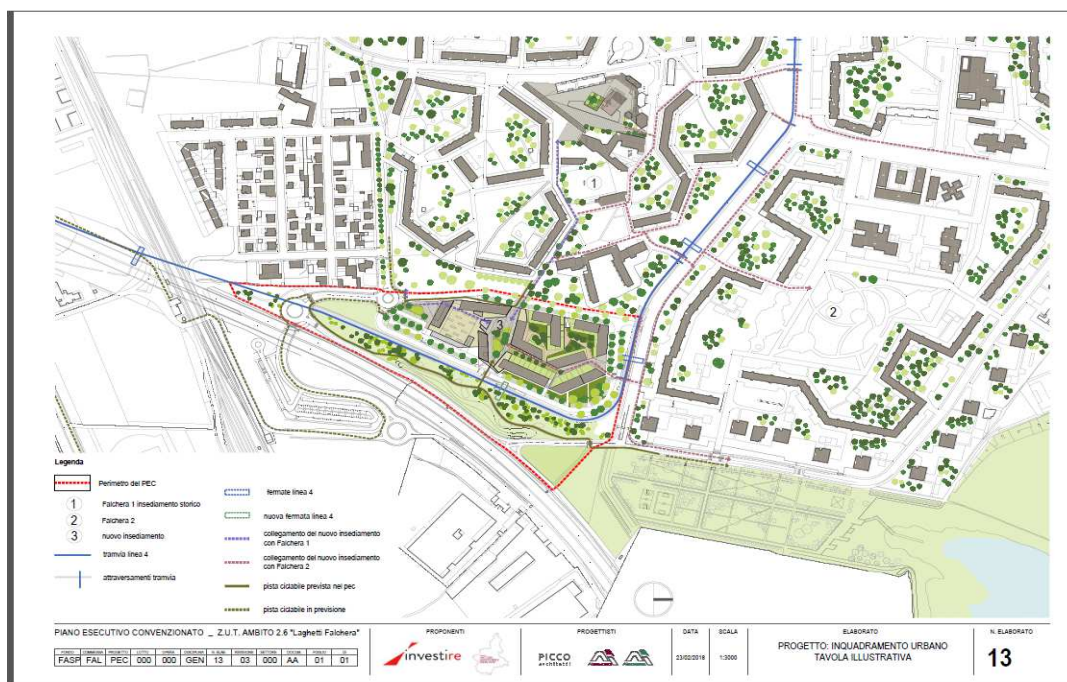 1
2
3
Legenda
Perimetro del PEC
1 Falchera 1 insediamento storico
2 Falchera 2
3 nuovo insediamento
tramvia linea 4
attraversamenti tramvia
fermate linea 4
nuova fermata linea 4
collegamento del nuovo insediamento
con Falchera 1
collegamento del nuovo insediamento
con Falchera 2
pista ciclabile prevista nel pec
pista ciclabile in previsione
PIANO ESECUTIVO CONVENZIONATO _ Z.U.T. AMBITO 2.6 "Laghetti Falchera"
FASP FAL PEC 000 000 GEN 13 03 000 AA 01 01
PROPONENTI
investire
PROGETTISTI
PICCO
architetti
DATA
23/02/2018
SCALA
1:3000
ELABORATO
PROGETTO: INQUADRAMENTO URBANO
TAVOLA ILLUSTRATIVA
N. ELABORATO
13